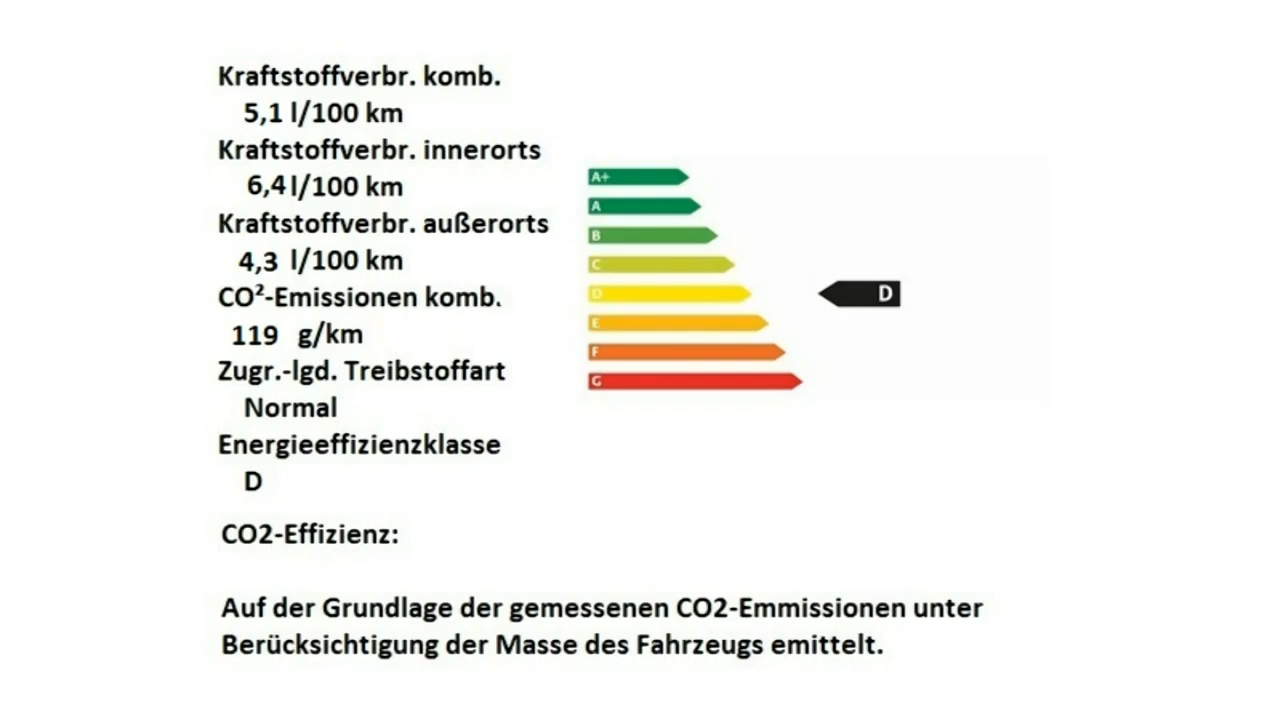 Kraftstoffverbr. komb.
5,1 l/100 km
Kraftstoffverbr. innerorts
6,4 l/100 km
Kraftstoffverbr. außerorts
4,3 l/100 km
CO²-Emissionen komb.
119 g/km
Zugr.-lgd. Treibstoffart
Normal
Energieeffizienzklasse
D
A+
A
B
C
D
E
F
G
D
CO2-Effizienz:
Auf der Grundlage der gemessenen CO2-Emmissionen unter
Berücksichtigung der Masse des Fahrzeugs emittelt.